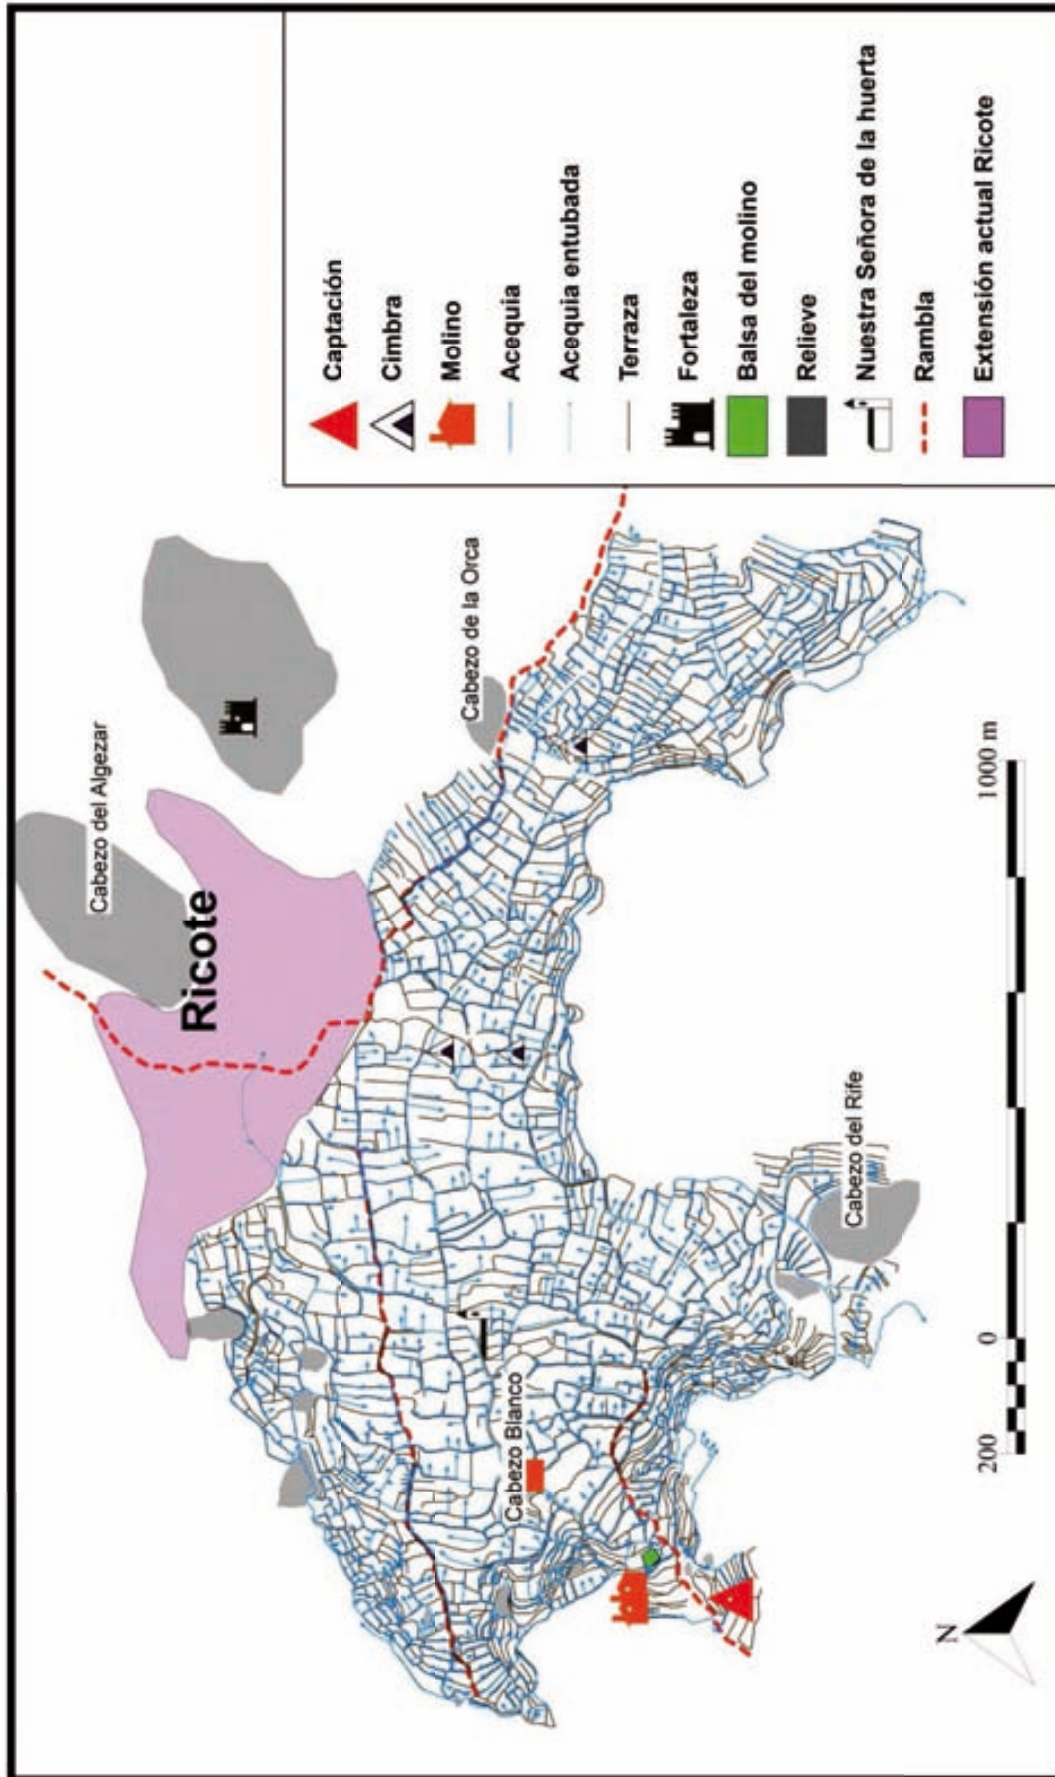 Cabezo del Algezar
Ricote
Cabezo de la Orca
Cabezo Blanco
Cabezo del Rife
N
200
0
1000 m
Captación
Cimbra
Molino
Acequia
Acequia entubada
Terraza
Fortaleza
Balsa del molino
Relieve
Nuestra Señora de la huerta
Rambla
Extensión actual Ricote